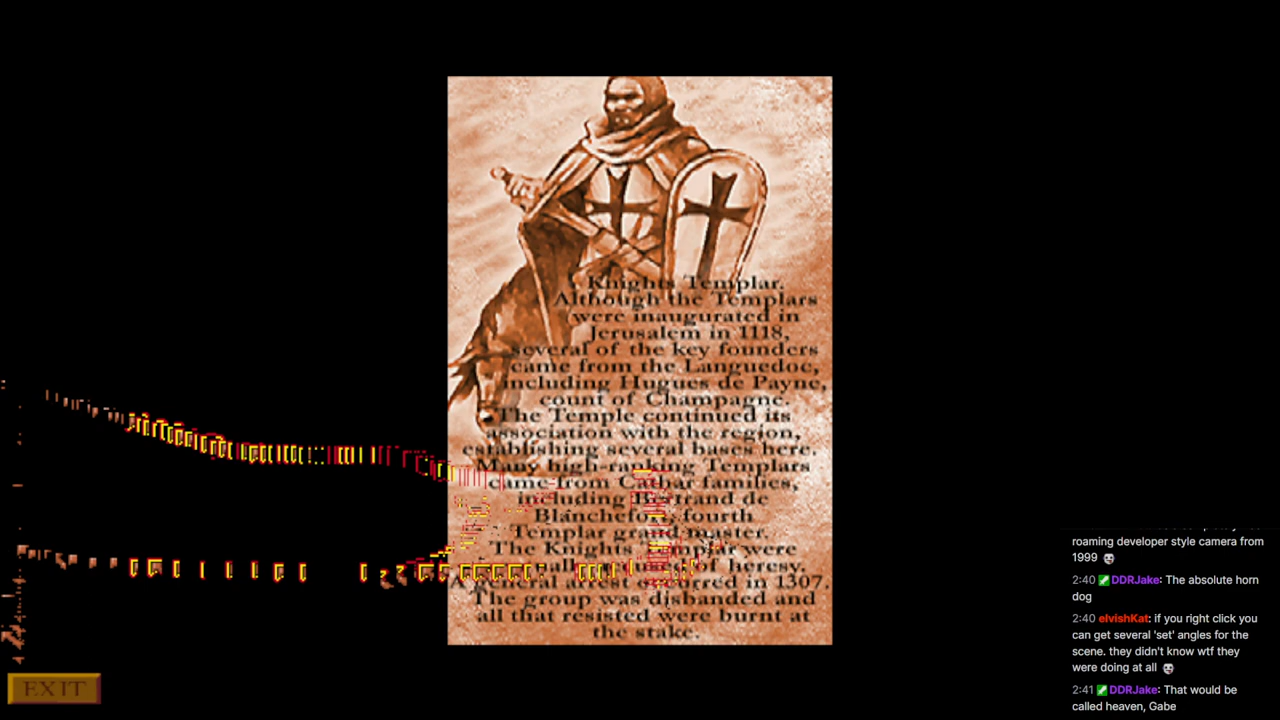 Knights Templar.
Although the Templars
were inaugurated in
Jerusalem in 1118,
several of the key founders
came from the Languedoc,
including Hugues de Payne,
count of Champagne.
The Temple continued its
association with the region,
establishing several bases here.
Many high-ranking Templars
came from Cathar families,
including Bertrand de
Blanchefort, fourth
Templar grand master.
The Knights Templar were
of heresy.
in 1307.
The group was disbanded and
all that resisted were burnt at
the stake.
EXIT
roaming developer style camera from
1999
2:40 DDRJake: The absolute horn
dog
2:40 elvishKat: if you right click you
can get several 'set' angles for the
scene. they didn't know wtf they
were doing at all
2:41 DDRJake: That would be
called heaven, Gabe